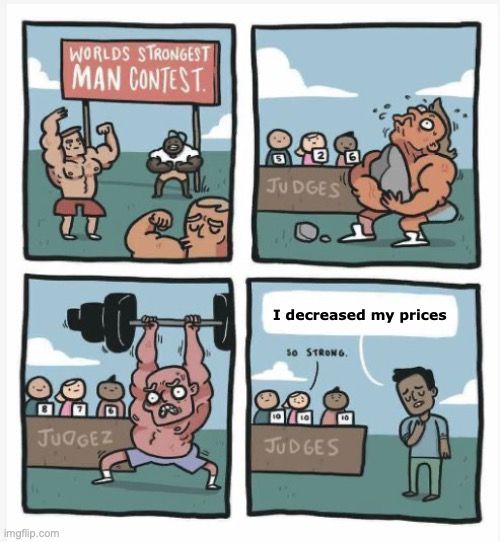 WORLDS STRONGEST
MAN CONTEST.
5 2 6
JUDGES
8 7 6
JUDGEZ
I decreased my prices
SO STRONG.
10 10 10
JUDGES
imgflip.com